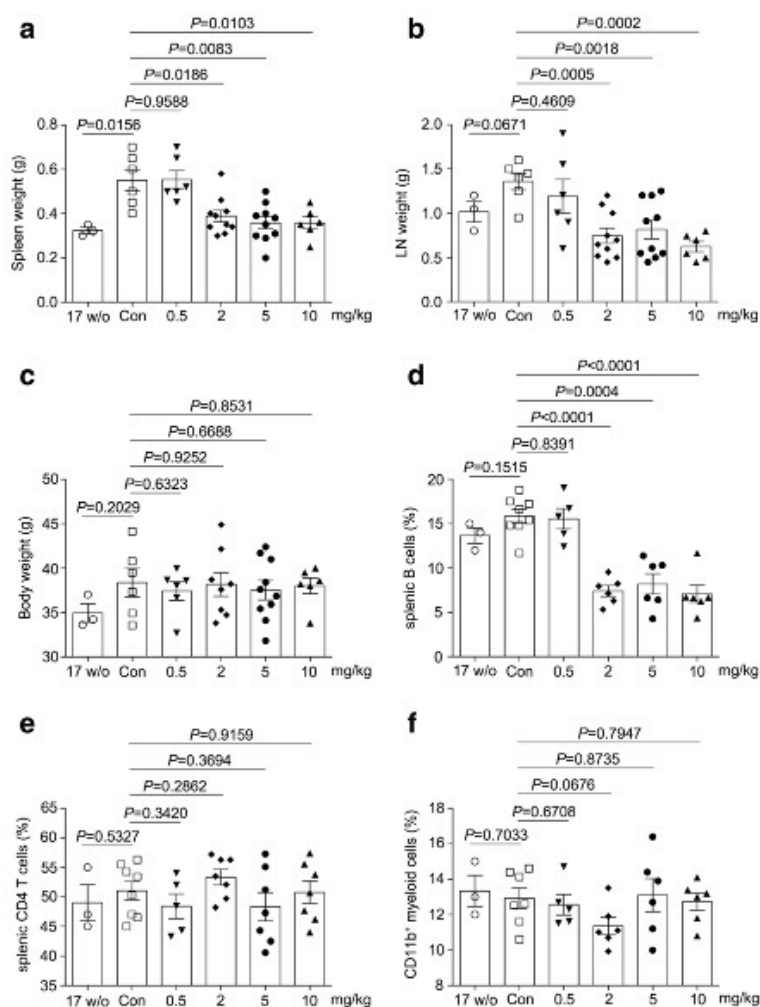 a
P=0.0103
P=0.0083
P=0.0186
P=0.9588
P=0.0156
Spleen weight (g)
0.8
0.6
0.4
0.2
0.0
17 w/o Con 0.5 2 5 10 mg/kg
b
P=0.0002
P=0.0018
P=0.0005
P=0.4609
P=0.0671
LN weight (g)
2.0
1.5
1.0
0.5
0.0
17 w/o Con 0.5 2 5 10 mg/kg
c
P=0.8531
P=0.6688
P=0.9252
P=0.6323
P=0.2029
Body weight (g)
50
45
40
35
30
17 w/o Con 0.5 2 5 10 mg/kg
d
P<0.0001
P=0.0004
P<0.0001
P=0.8391
P=0.1515
splenic B cells (%)
20
15
10
5
0
17 w/o Con 0.5 2 5 10 mg/kg
e
P=0.9159
P=0.3694
P=0.2862
P=0.3420
P=0.5327
splenic CD4 T cells (%)
65
60
55
50
45
40
35
17 w/o Con 0.5 2 5 10 mg/kg
f
P=0.7947
P=0.8735
P=0.0676
P=0.6708
P=0.7033
CD11b⁺ myeloid cells (%)
18
16
14
12
10
8
17 w/o Con 0.5 2 5 10 mg/kg